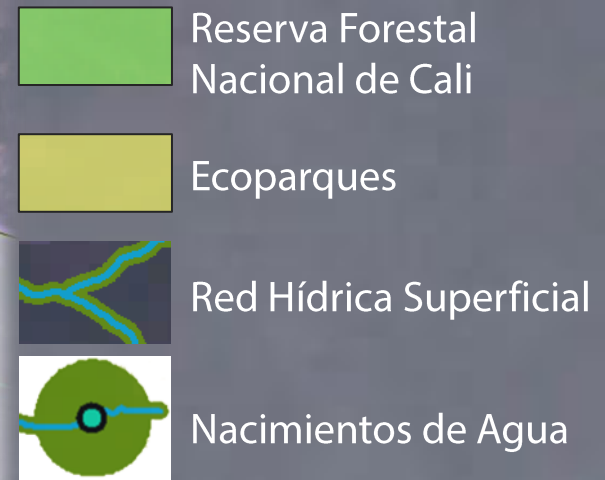 Reserva Forestal
Nacional de Cali
Ecoparques
Red Hídrica Superficial
Nacimientos de Agua